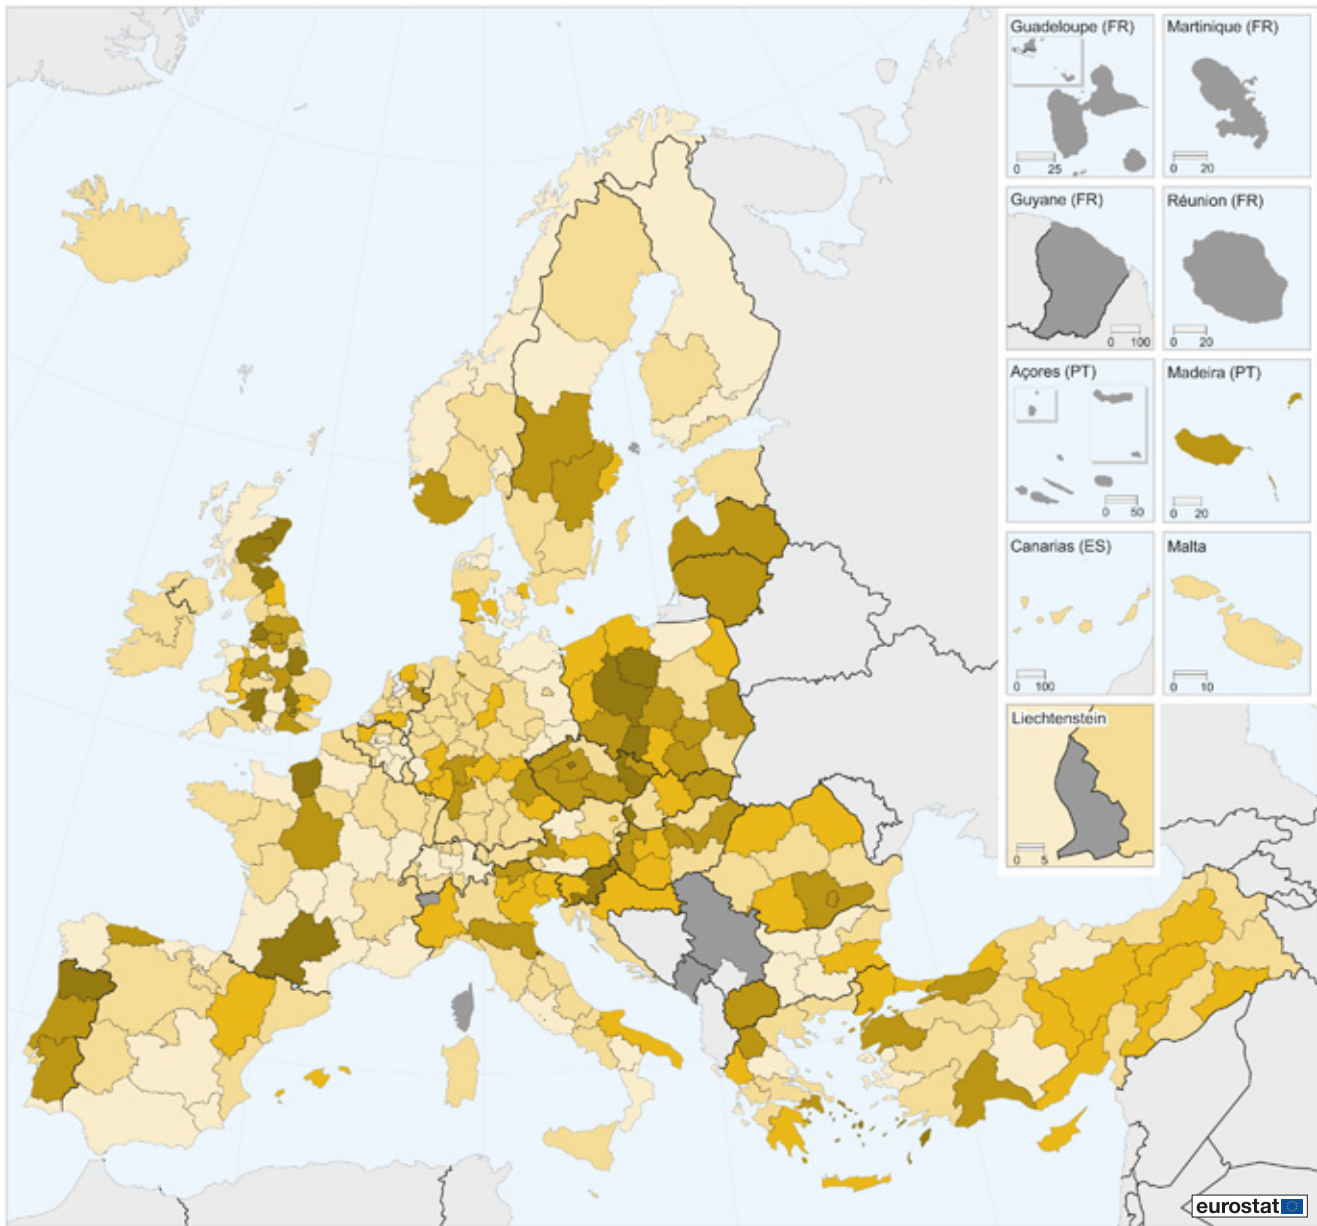 Guadeloupe (FR)
0 25
Martinique (FR)
0 20
Guyane (FR)
0 100
Réunion (FR)
0 20
Açores (PT)
0 50
Madeira (PT)
0 20
Canarias (ES)
0 100
Malta
0 10
Liechtenstein
0 5
eurostat